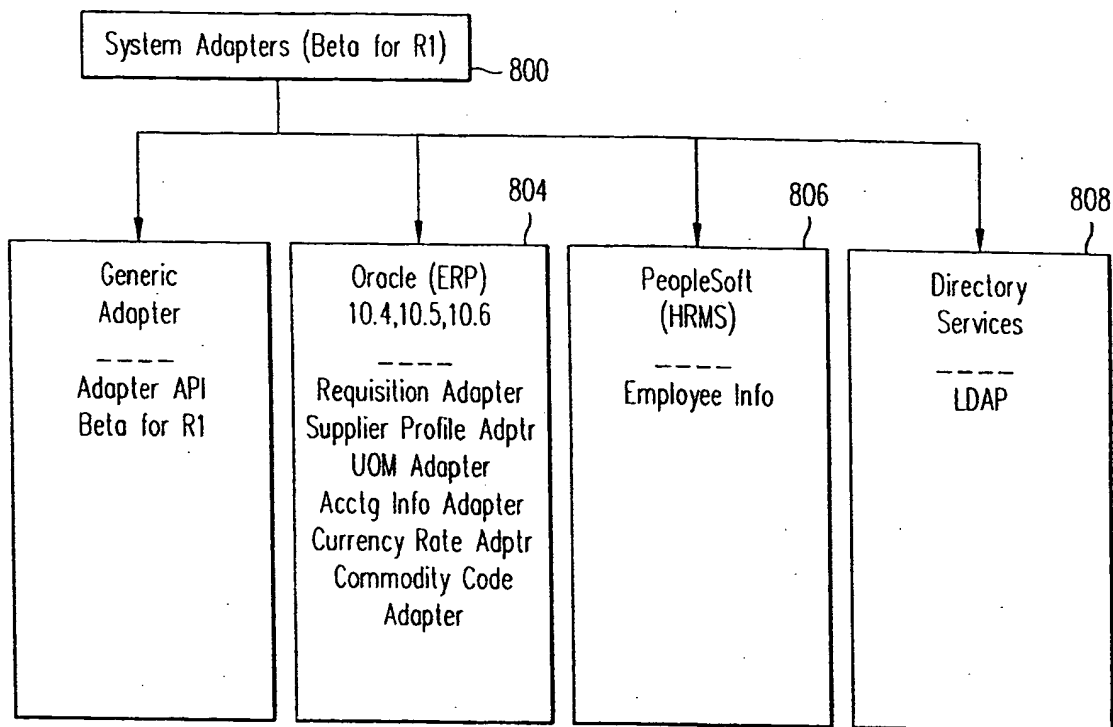 System Adapters (Beta for R1)
800
804
806
808
Generic
Adapter
Adapter API
Beta for R1
Oracle (ERP)
10.4,10.5,10.6
Requisition Adapter
Supplier Profile Adptr
UOM Adapter
Acctg Info Adapter
Currency Rate Adptr
Commodity Code
Adapter
PeopleSoft
(HRMS)
Employee Info
Directory
Services
LDAP